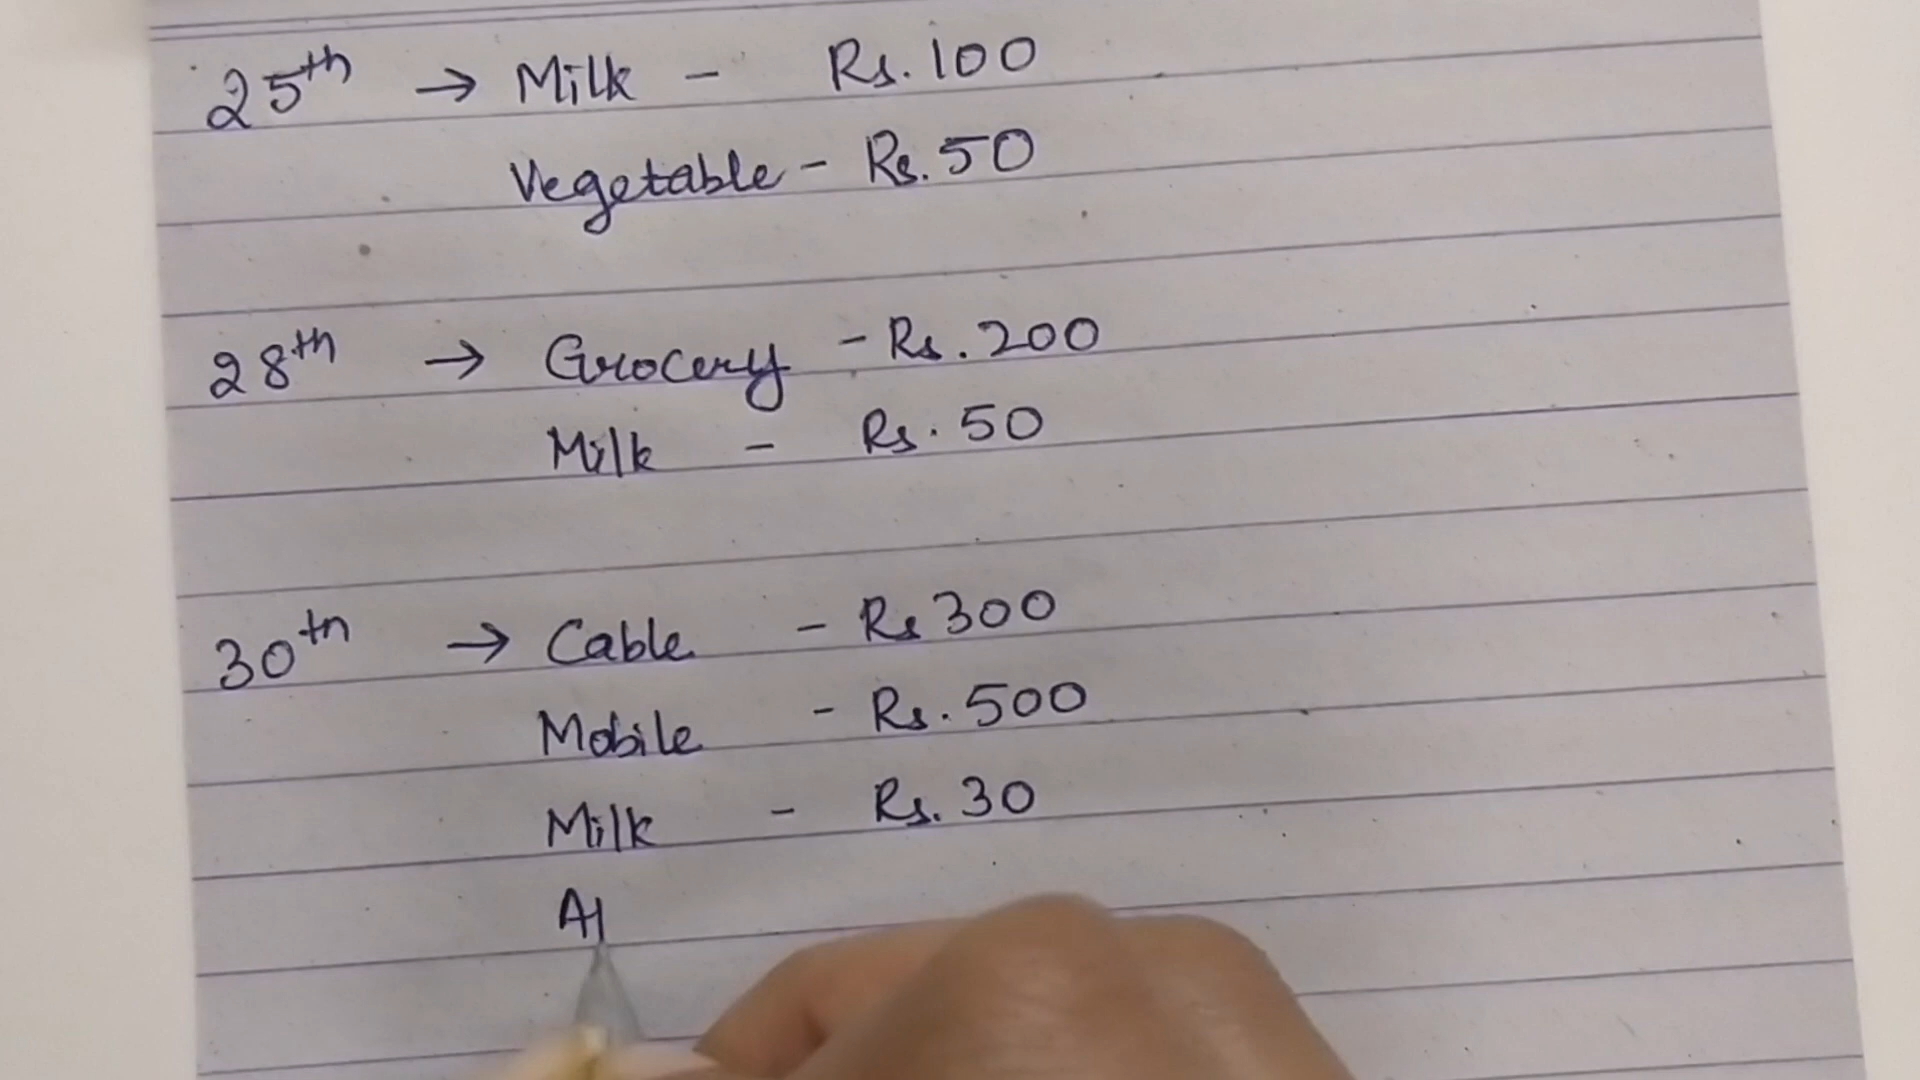 25th → Milk - Rs. 100
Vegetable - Rs. 50
28th → Grocery - Rs. 200
Milk - Rs. 50
30th → Cable - Rs 300
Mobile - Rs. 500
Milk - Rs. 30